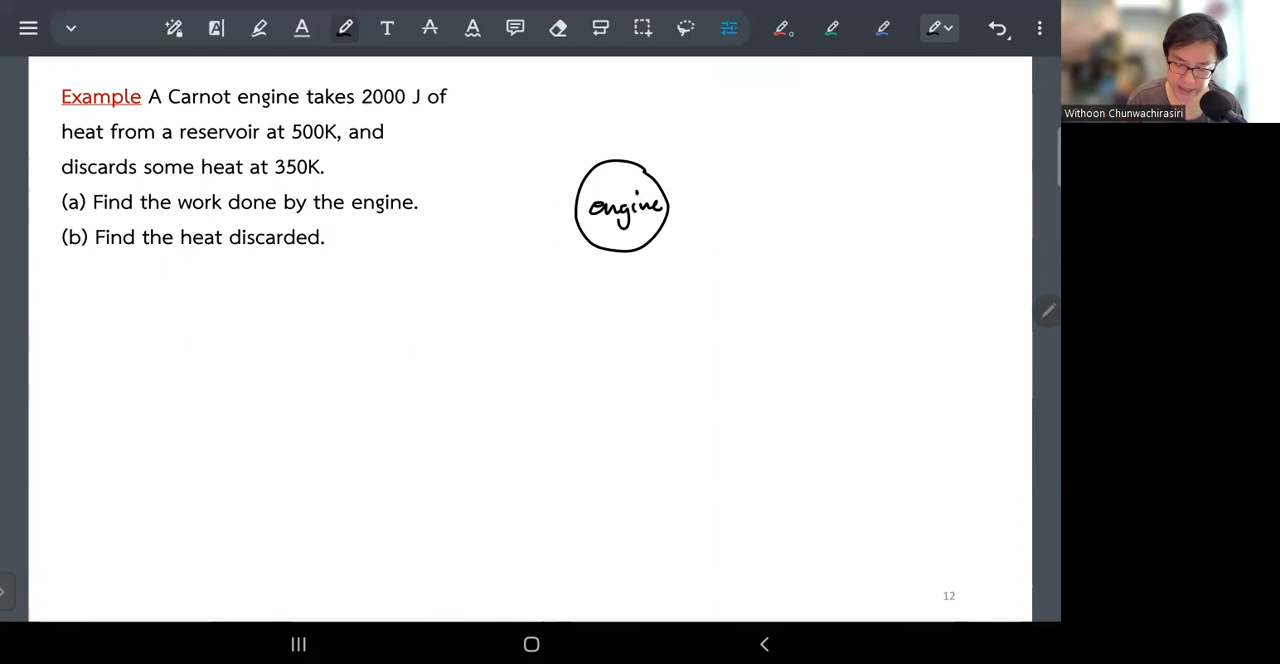 Example A Carnot engine takes 2000 J of
heat from a reservoir at 500K, and
discards some heat at 350K.
(a) Find the work done by the engine.
(b) Find the heat discarded.
engine
Withoon Chunwachirasiri
12